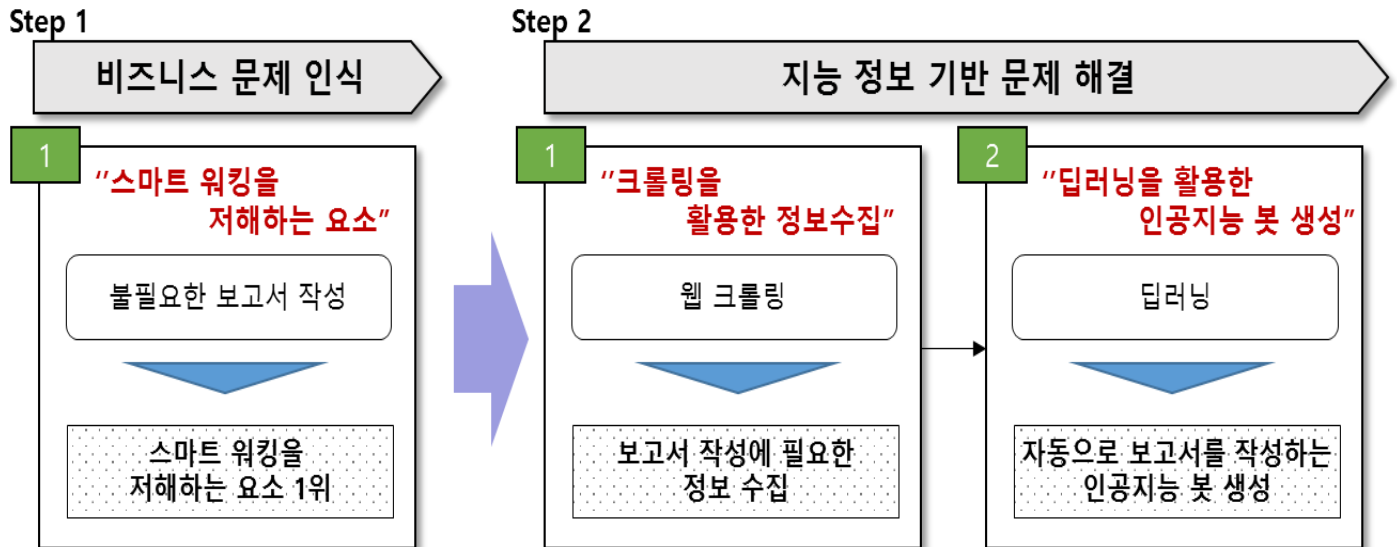 Step 1
비즈니스 문제 인식
1
"스마트 워킹을
저해하는 요소"
불필요한 보고서 작성
스마트 워킹을
저해하는 요소 1위
Step 2
지능 정보 기반 문제 해결
1
"크롤링을
활용한 정보수집"
웹 크롤링
보고서 작성에 필요한
정보 수집
2
"딥러닝을 활용한
인공지능 봇 생성"
딥러닝
자동으로 보고서를 작성하는
인공지능 봇 생성